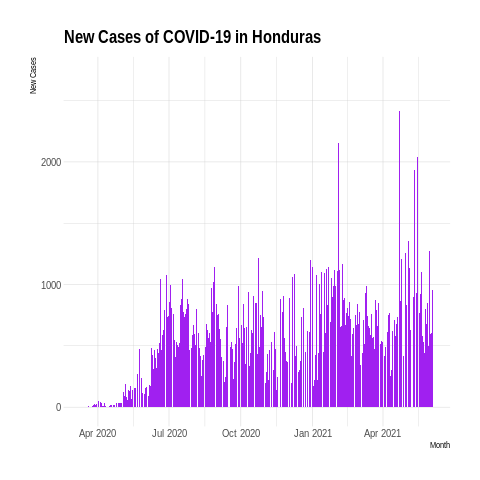 New Cases of COVID-19 in Honduras
New Cases
2000
1000
0
Apr 2020 Jul 2020 Oct 2020 Jan 2021 Apr 2021
Month